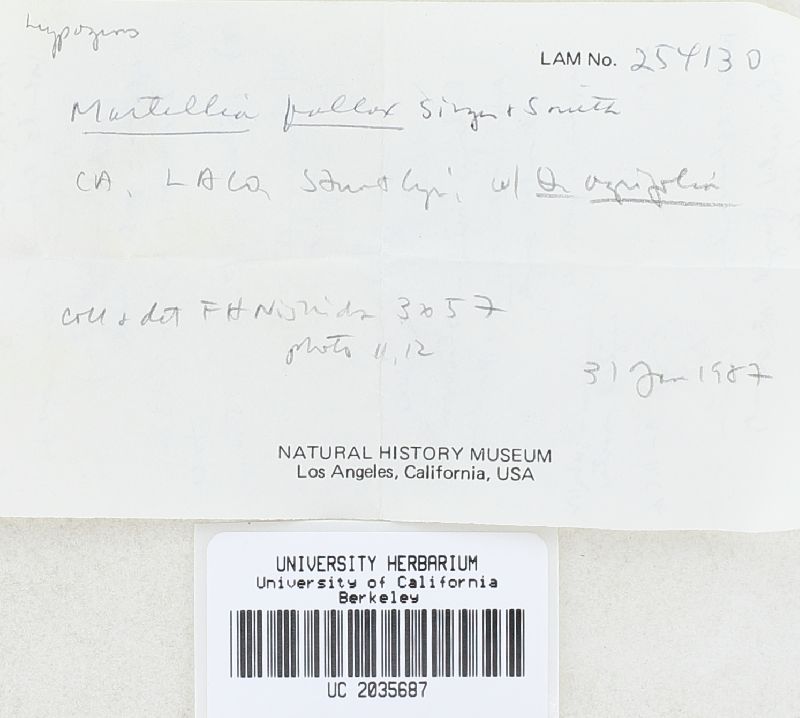 Hypogeous
LAM No. 254130
Martellia fallax Singer & Smith
CA, LA Co, Stunt Cyn, w/ Qu agrifolia
coll & det FH Nishida 3057
photo 11, 12
31 Jan 1987
NATURAL HISTORY MUSEUM
Los Angeles, California, USA
UNIVERSITY HERBARIUM
University of California
Berkeley
UC 2035687